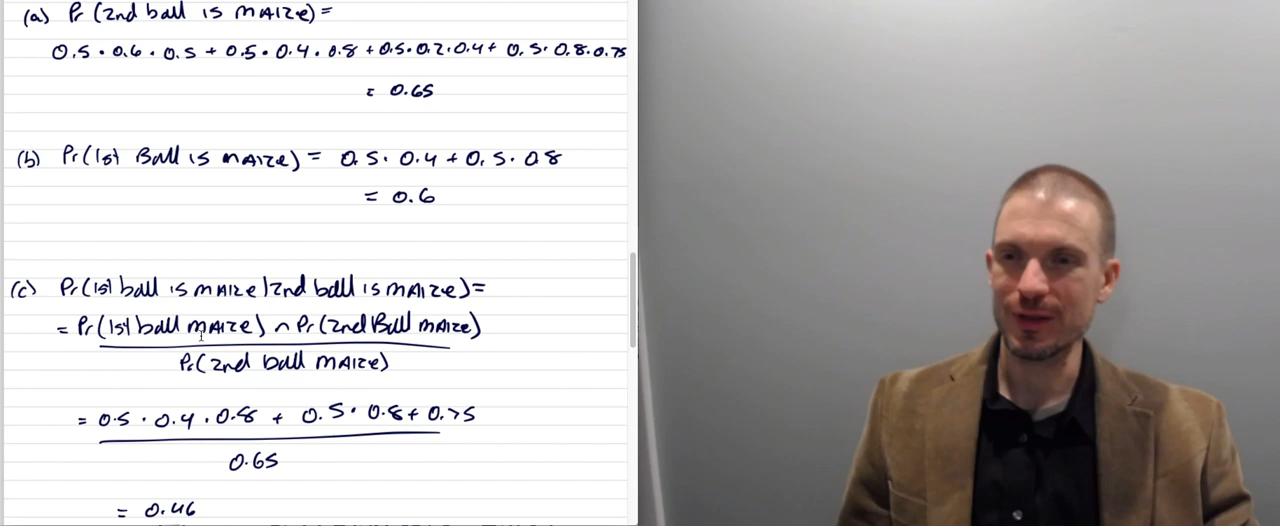 (a) Pr (2nd ball is MAIZE) =
0.5 · 0.6 · 0.5 + 0.5 · 0.4 · 0.8 + 0.5 · 0.2 · 0.4 + 0.5 · 0.8 · 0.75
= 0.65
(b) Pr(1st Ball is MAIZE) = 0.5 · 0.4 + 0.5 · 0.8
= 0.6
(c) Pr(1st ball is MAIZE | 2nd ball is MAIZE) =
= Pr(1st ball MAIZE) ∩ Pr(2nd Ball MAIZE)
Pr(2nd ball MAIZE)
= 0.5 · 0.4 · 0.8 + 0.5 · 0.8 + 0.75
0.65
= 0.46